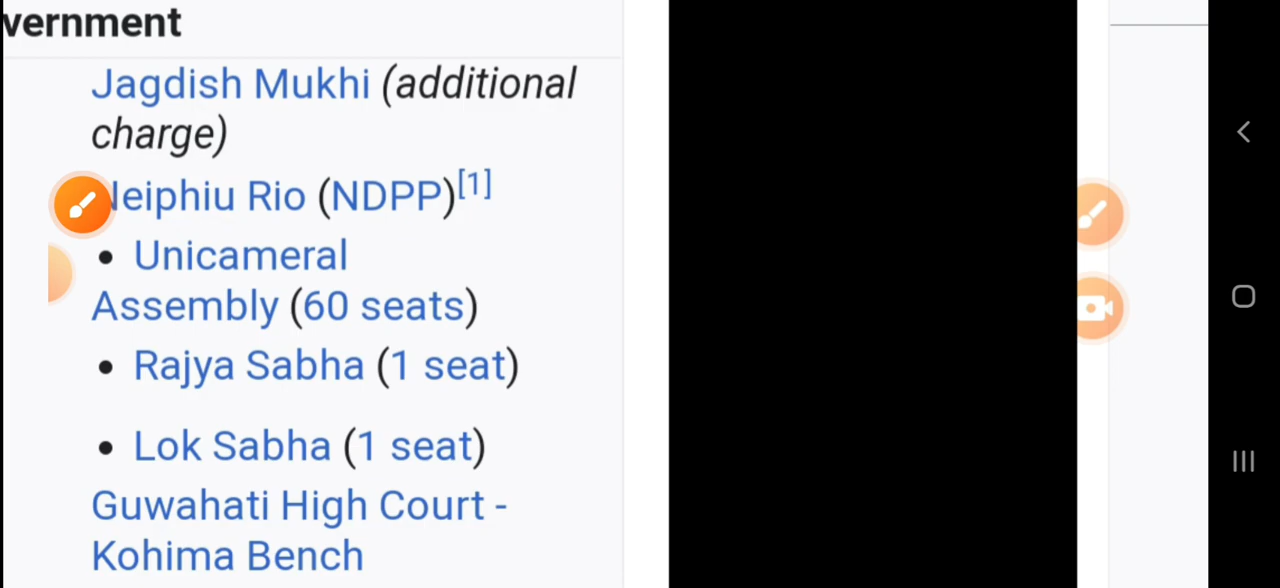 vernment
Jagdish Mukhi (additional
charge)
Neiphiu Rio (NDPP)[1]
• Unicameral
Assembly (60 seats)
• Rajya Sabha (1 seat)
• Lok Sabha (1 seat)
Guwahati High Court -
Kohima Bench